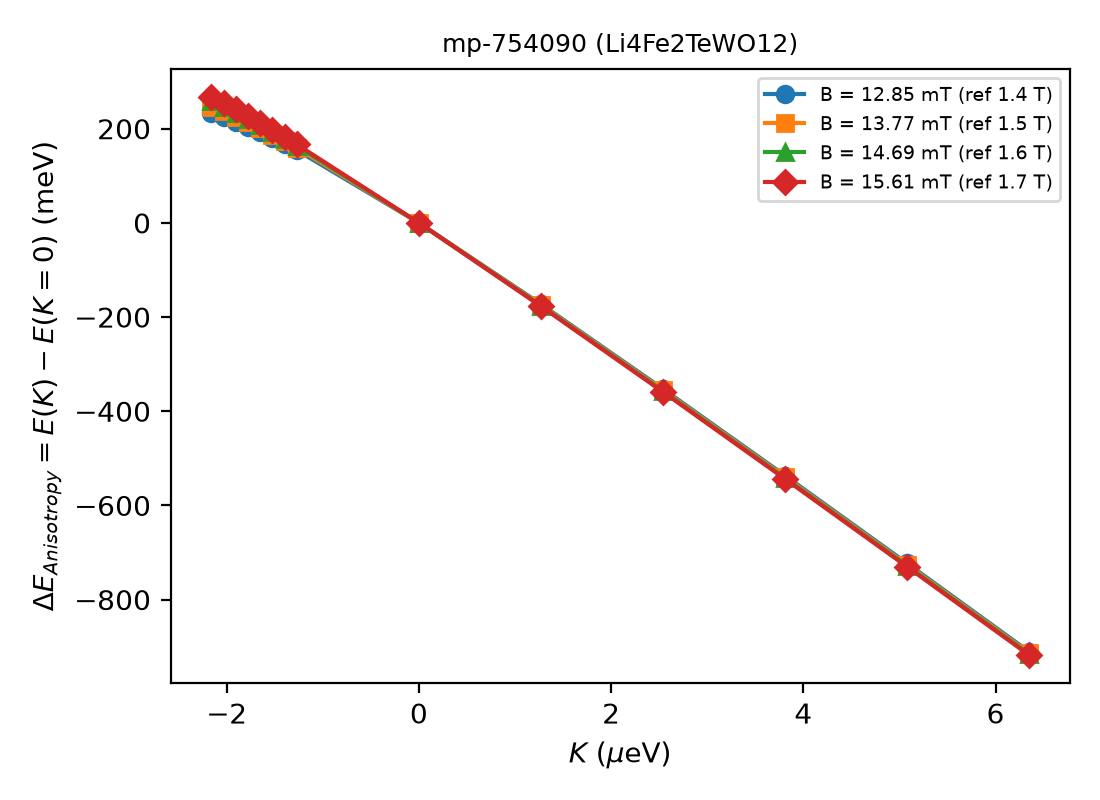 mp-754090 (Li4Fe2TeWO12)
B = 12.85 mT (ref 1.4 T)
B = 13.77 mT (ref 1.5 T)
B = 14.69 mT (ref 1.6 T)
B = 15.61 mT (ref 1.7 T)
ΔE_{Anisotropy} = E(K) − E(K = 0) (meV)
200
0
−200
−400
−600
−800
−2
0
2
4
6
K (μeV)